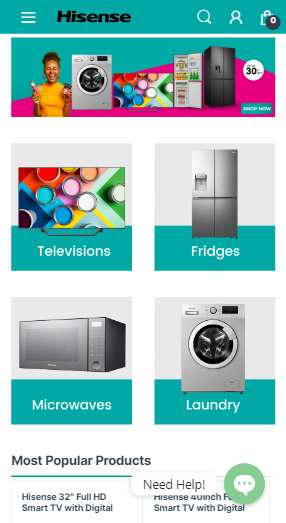 Hisense
0
30%
SHOP NOW
Televisions
Fridges
Microwaves
Laundry
Most Popular Products
Need Help!
Hisense 32" Full HD
Smart TV with Digital
Hisense 40Inch Full
Smart TV with Digital